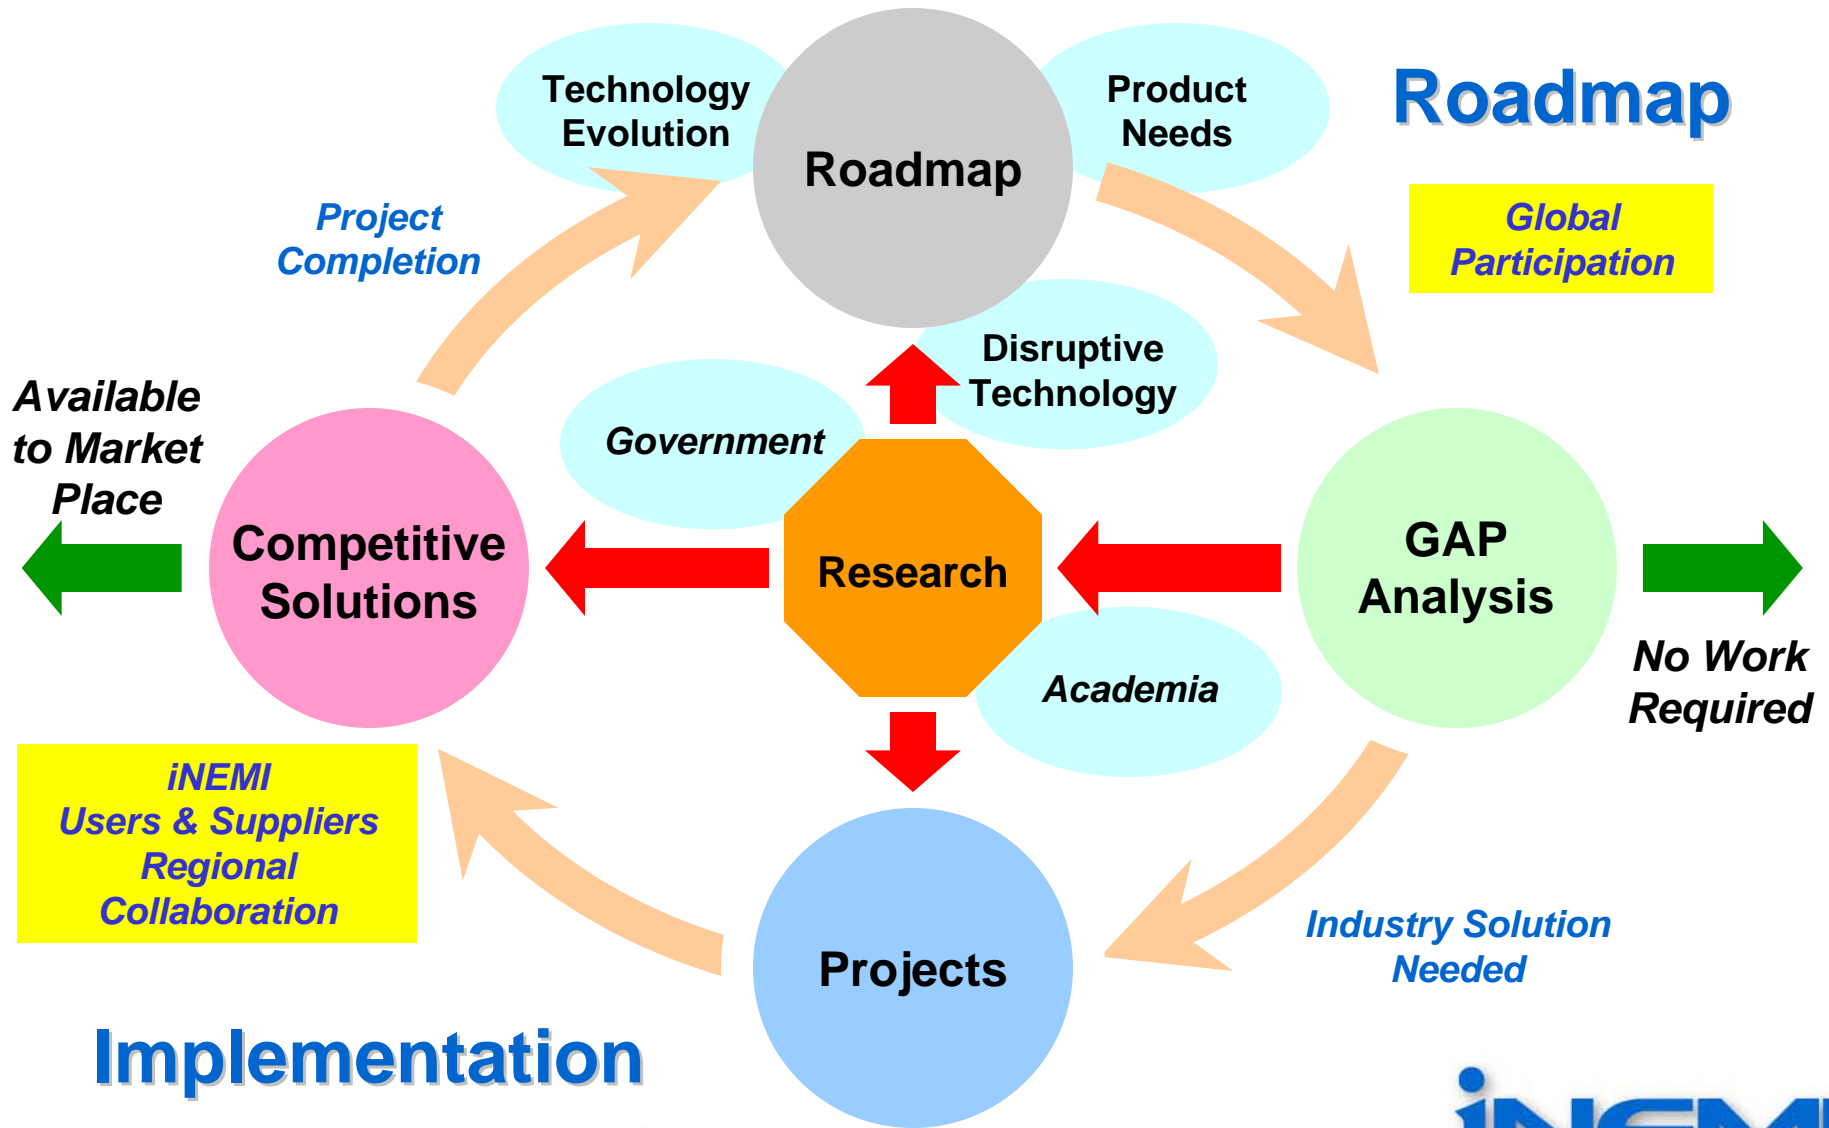 Technology
Evolution
Product
Needs
Roadmap
Roadmap
Project
Completion
Global
Participation
Disruptive
Technology
Available
to Market
Place
Government
Competitive
Solutions
Research
GAP
Analysis
No Work
Required
Academia
iNEMI
Users & Suppliers
Regional
Collaboration
Industry Solution
Needed
Projects
Implementation
iNEMI